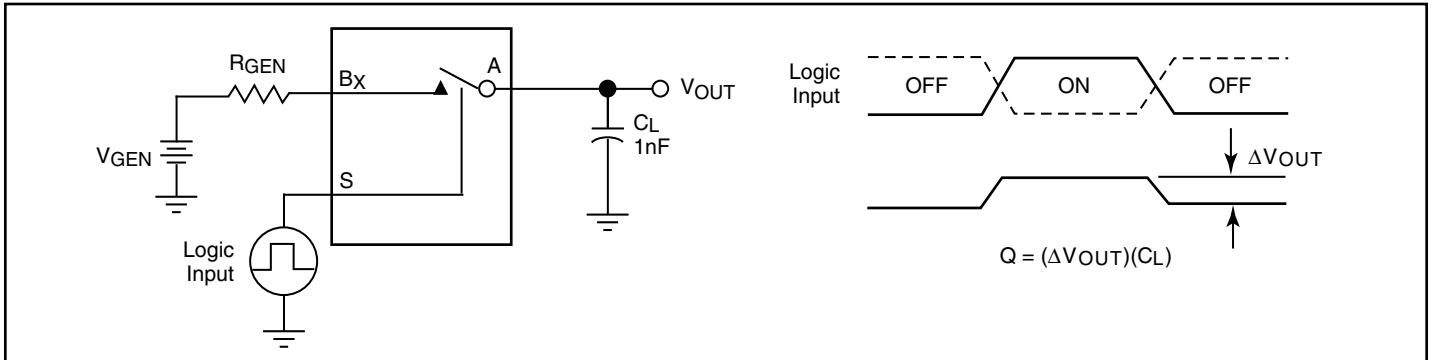 RGEN
BX
A
VOUT
CL
1nF
VGEN
S
Logic
Input
Logic
Input
OFF
ON
OFF
ΔVOUT
Q = (ΔVOUT)(CL)